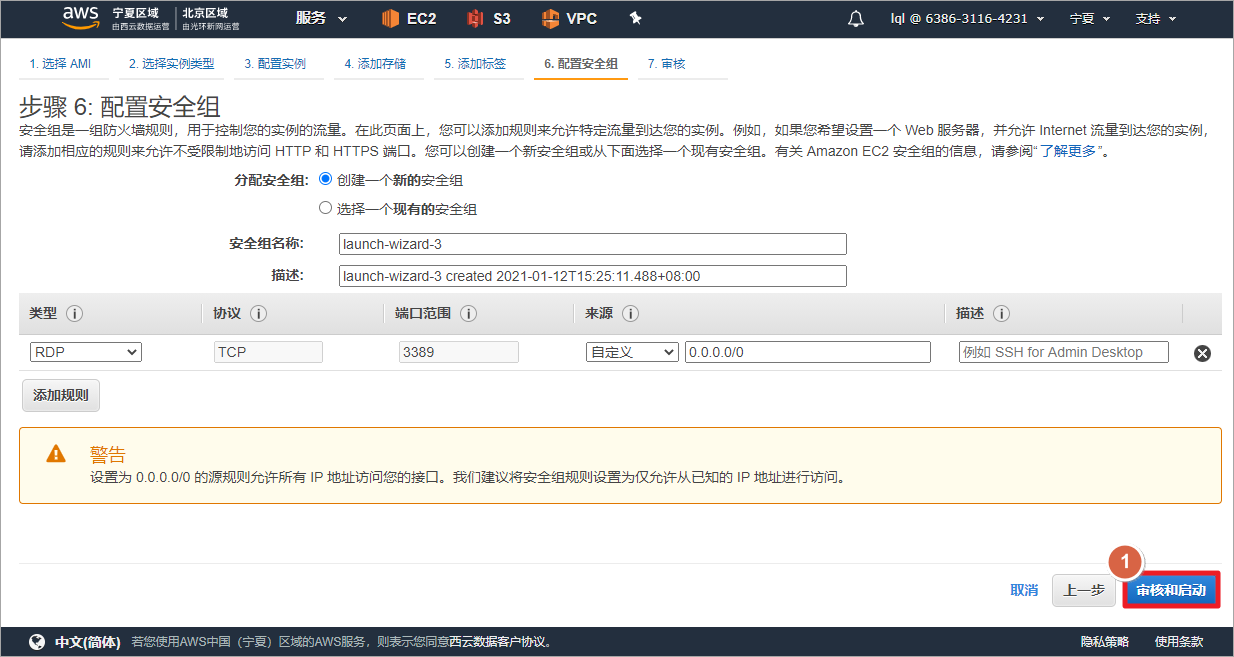 aws 宁夏区域 由西云数据运营 北京区域 由光环新网运营 服务 EC2 S3 VPC lql @ 6386-3116-4231 宁夏 支持
1. 选择 AMI 2. 选择实例类型 3. 配置实例 4. 添加存储 5. 添加标签 6. 配置安全组 7. 审核
步骤 6: 配置安全组
安全组是一组防火墙规则，用于控制您的实例的流量。在此页面上，您可以添加规则来允许特定流量到达您的实例。例如，如果您希望设置一个 Web 服务器，并允许 Internet 流量到达您的实例，
请添加相应的规则来允许不受限制地访问 HTTP 和 HTTPS 端口。您可以创建一个新安全组或从下面选择一个现有安全组。有关 Amazon EC2 安全组的信息，请参阅“了解更多”。
分配安全组: 创建一个新的安全组
选择一个现有的安全组
安全组名称: launch-wizard-3
描述: launch-wizard-3 created 2021-01-12T15:25:11.488+08:00
类型 i 协议 i 端口范围 i 来源 i 描述 i
RDP TCP 3389 自定义 0.0.0.0/0 例如 SSH for Admin Desktop
添加规则
警告
设置为 0.0.0.0/0 的源规则允许所有 IP 地址访问您的接口。我们建议将安全组规则设置为仅允许从已知的 IP 地址进行访问。
1
取消 上一步 审核和启动
中文(简体) 若您使用AWS中国（宁夏）区域的AWS服务，则表示您同意西云数据客户协议。 隐私策略 使用条款